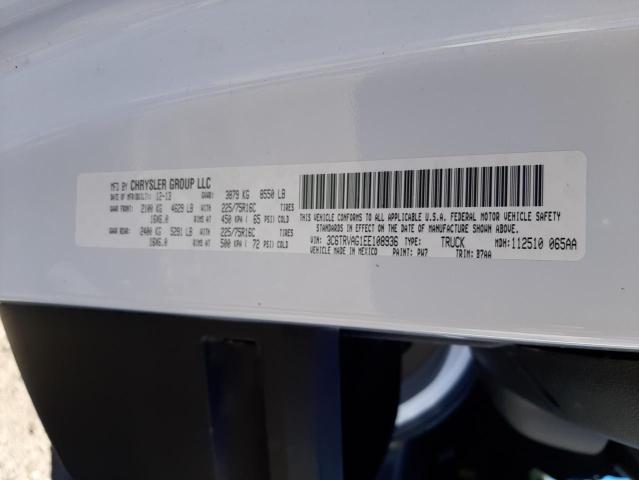 MFD BY CHRYSLER GROUP LLC
DATE OF MFR/BUILT: 12-13 GVWR: 3879 KG 8550 LB
GAWR FRONT: 2100 KG 4629 LB WITH 225/75R16C TIRES
16X6.0 RIMS AT 450 KPA ( 65 PSI) COLD
GAWR REAR: 2400 KG 5291 LB WITH 225/75R16C TIRES
16X6.0 RIMS AT 500 KPA ( 72 PSI) COLD
THIS VEHICLE CONFORMS TO ALL APPLICABLE U.S.A. FEDERAL MOTOR VEHICLE SAFETY
STANDARDS IN EFFECT ON THE DATE OF MANUFACTURE SHOWN ABOVE.
VIN: 3C6TRVAG1EE108936 TYPE: TRUCK MDH: 112510 065AA
VEHICLE MADE IN MEXICO PAINT: PW7 TRIM: B7AA